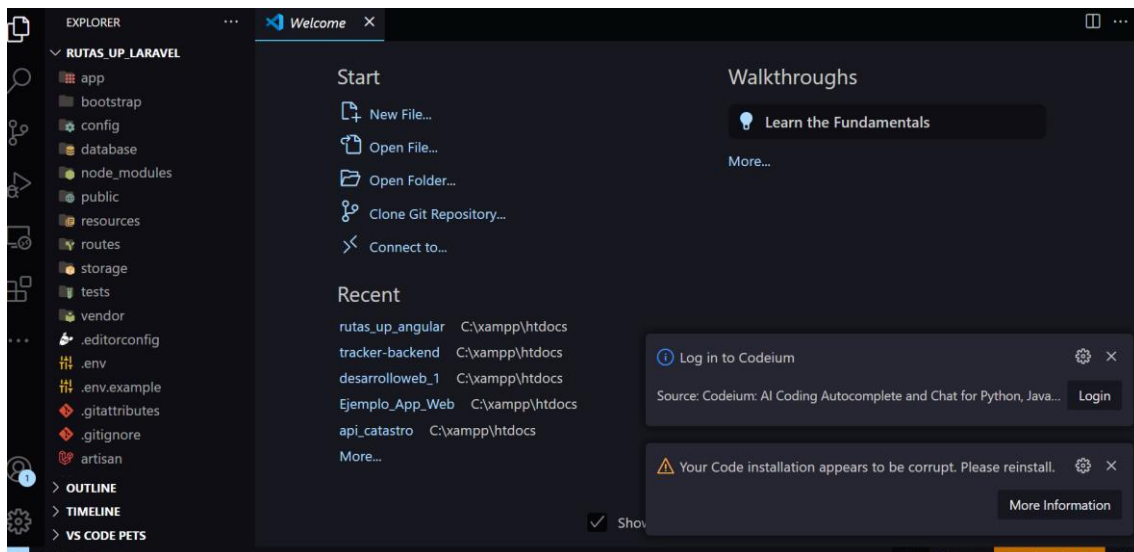 EXPLORER
RUTAS_UP_LARAVEL
app
bootstrap
config
database
node_modules
public
resources
routes
storage
tests
vendor
.editorconfig
.env
.env.example
.gitattributes
.gitignore
artisan
OUTLINE
TIMELINE
VS CODE PETS
1
Welcome
Start
New File...
Open File...
Open Folder...
Clone Git Repository...
Connect to...
Recent
rutas_up_angular C:\xampp\htdocs
tracker-backend C:\xampp\htdocs
desarrolloweb_1 C:\xampp\htdocs
Ejemplo_App_Web C:\xampp\htdocs
api_catastro C:\xampp\htdocs
More...
Walkthroughs
Learn the Fundamentals
More...
Log in to Codeium
Source: Codeium: AI Coding Autocomplete and Chat for Python, Java... Login
Your Code installation appears to be corrupt. Please reinstall.
More Information